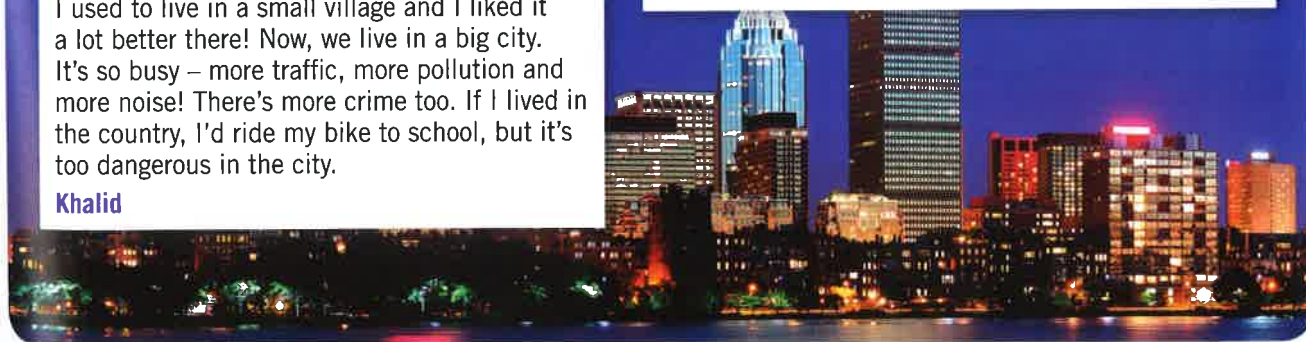 I used to live in a small village and I liked it
a lot better there! Now, we live in a big city.
It's so busy – more traffic, more pollution and
more noise! There's more crime too. If I lived in
the country, I'd ride my bike to school, but it's
too dangerous in the city.
Khalid